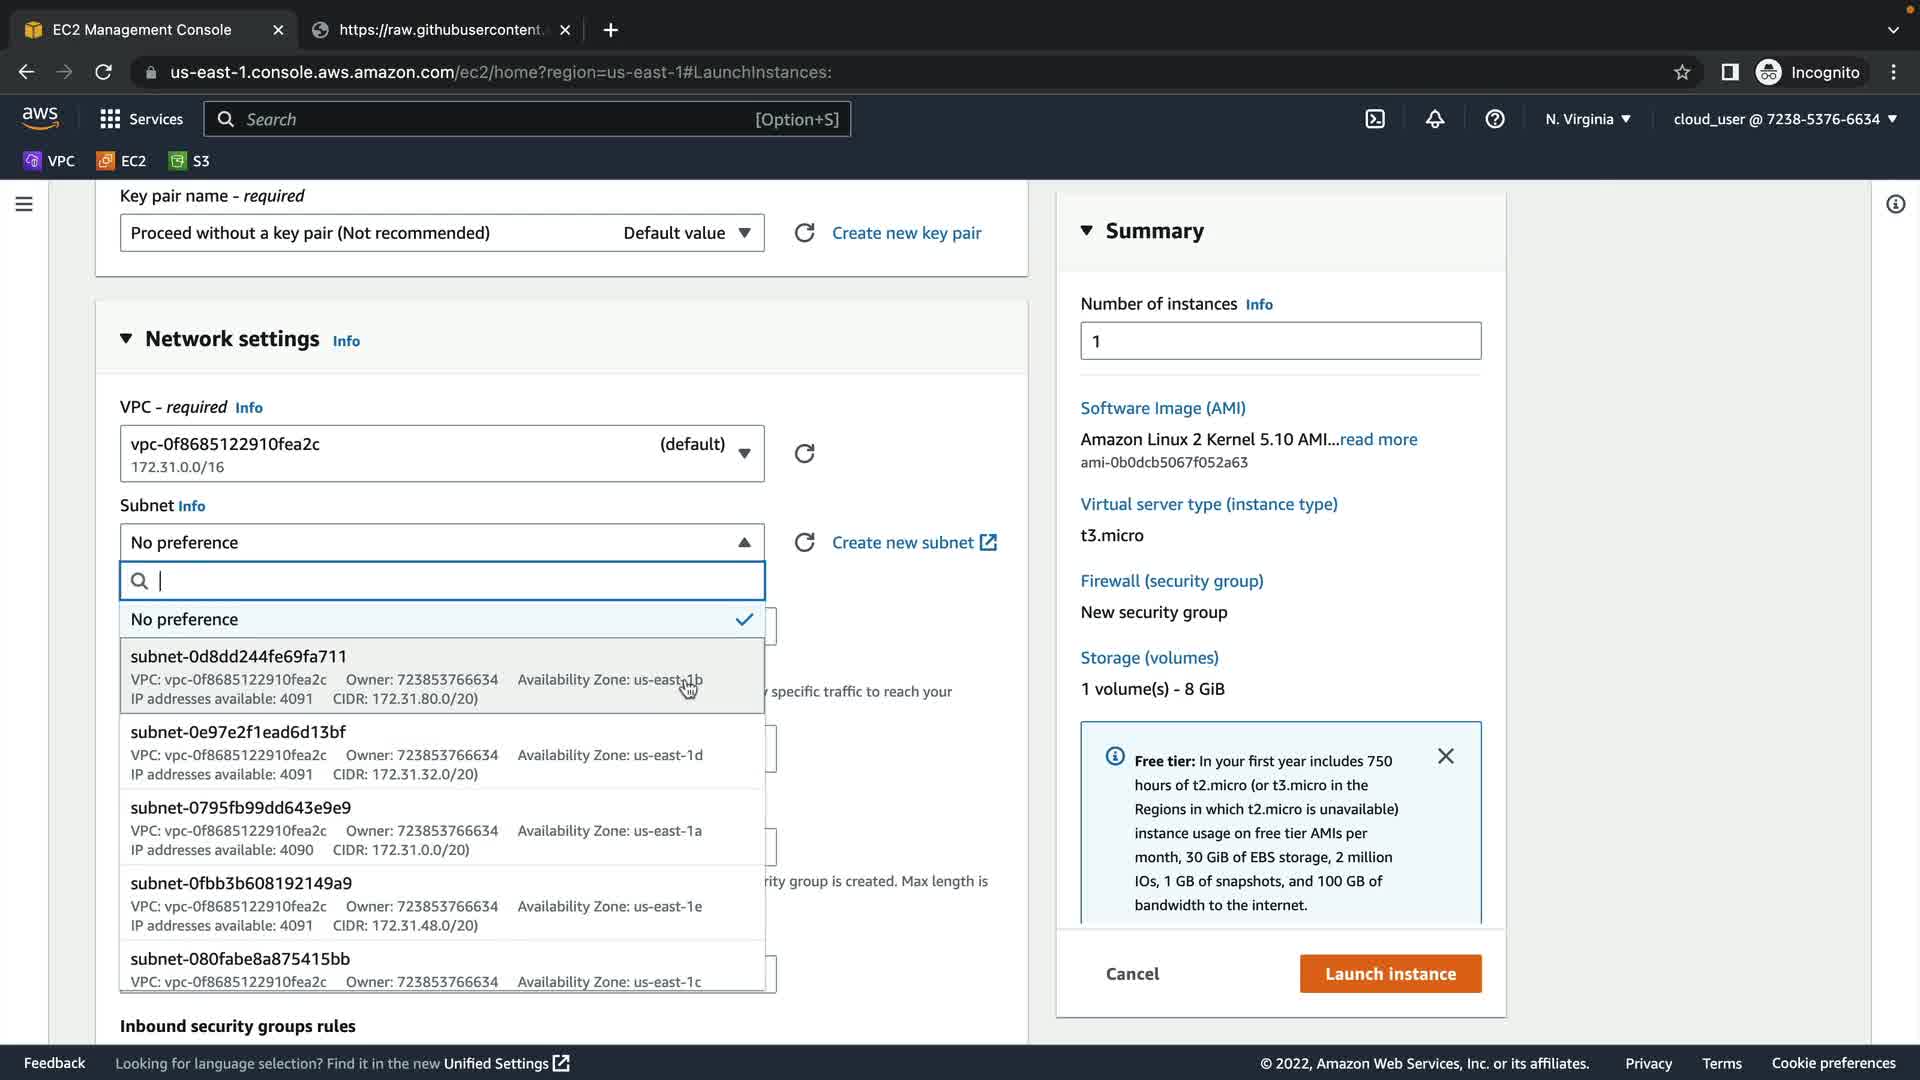 EC2 Management Console
https://raw.githubusercontent.
us-east-1.console.aws.amazon.com/ec2/home?region=us-east-1#LaunchInstances:
Incognito
aws
Services
Search
[Option+S]
N. Virginia
cloud_user @ 7238-5376-6634
VPC
EC2
S3
Key pair name - required
Proceed without a key pair (Not recommended) Default value
Create new key pair
Network settings Info
VPC - required Info
vpc-0f8685122910fea2c (default)
172.31.0.0/16
Subnet Info
No preference
Create new subnet
No preference
subnet-0d8dd244fe69fa711
VPC: vpc-0f8685122910fea2c Owner: 723853766634 Availability Zone: us-east-1b
IP addresses available: 4091 CIDR: 172.31.80.0/20)
specific traffic to reach your
subnet-0e97e2f1ead6d13bf
VPC: vpc-0f8685122910fea2c Owner: 723853766634 Availability Zone: us-east-1d
IP addresses available: 4091 CIDR: 172.31.32.0/20)
subnet-0795fb99dd643e9e9
VPC: vpc-0f8685122910fea2c Owner: 723853766634 Availability Zone: us-east-1a
IP addresses available: 4090 CIDR: 172.31.0.0/20)
subnet-0fbb3b608192149a9
rity group is created. Max length is
VPC: vpc-0f8685122910fea2c Owner: 723853766634 Availability Zone: us-east-1e
IP addresses available: 4091 CIDR: 172.31.48.0/20)
subnet-080fabe8a875415bb
VPC: vpc-0f8685122910fea2c Owner: 723853766634 Availability Zone: us-east-1c
Inbound security groups rules
Summary
Number of instances Info
1
Software Image (AMI)
Amazon Linux 2 Kernel 5.10 AMI...read more
ami-0b0dcb5067f052a63
Virtual server type (instance type)
t3.micro
Firewall (security group)
New security group
Storage (volumes)
1 volume(s) - 8 GiB
Free tier: In your first year includes 750
hours of t2.micro (or t3.micro in the
Regions in which t2.micro is unavailable)
instance usage on free tier AMIs per
month, 30 GiB of EBS storage, 2 million
IOs, 1 GB of snapshots, and 100 GB of
bandwidth to the internet.
Cancel
Launch instance
Feedback
Looking for language selection? Find it in the new Unified Settings
© 2022, Amazon Web Services, Inc. or its affiliates.
Privacy
Terms
Cookie preferences